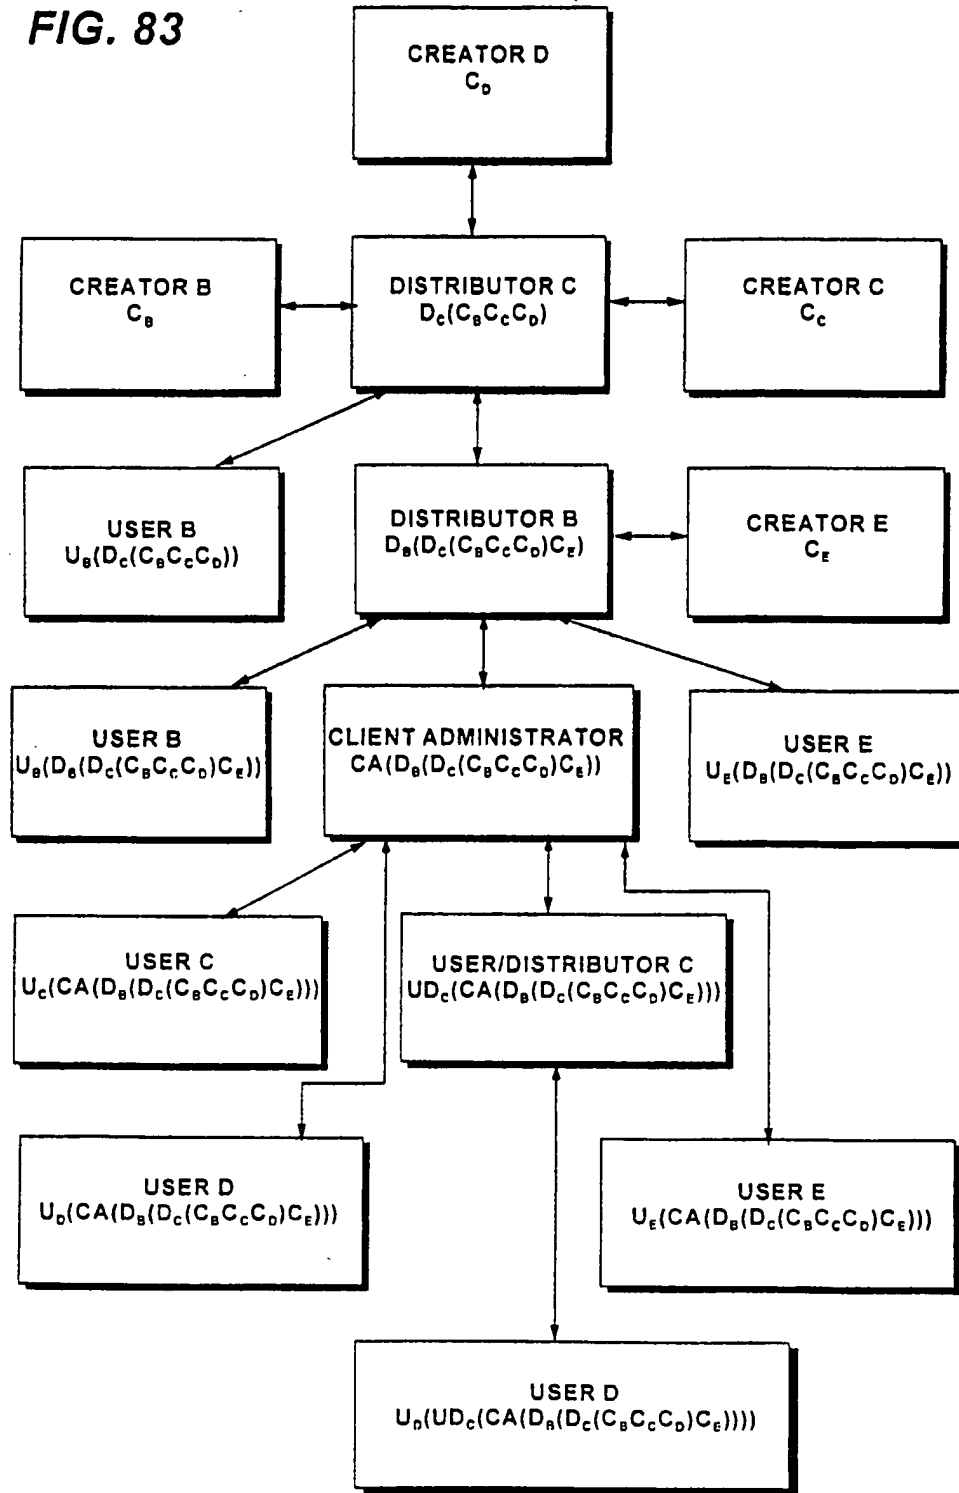 FIG. 83
CREATOR D
C_D
CREATOR B
C_B
DISTRIBUTOR C
D_C(C_BC_CC_D)
CREATOR C
C_C
USER B
U_B(D_C(C_BC_CC_D))
DISTRIBUTOR B
D_B(D_C(C_BC_CC_D)C_E)
CREATOR E
C_E
USER B
U_B(D_B(D_C(C_BC_CC_D)C_E))
CLIENT ADMINISTRATOR
CA(D_B(D_C(C_BC_CC_D)C_E))
USER E
U_E(D_B(D_C(C_BC_CC_D)C_E))
USER C
U_C(CA(D_B(D_C(C_BC_CC_D)C_E)))
USER/DISTRIBUTOR C
UD_C(CA(D_B(D_C(C_BC_CC_D)C_E)))
USER D
U_D(CA(D_B(D_C(C_BC_CC_D)C_E)))
USER E
U_E(CA(D_B(D_C(C_BC_CC_D)C_E)))
USER D
U_D(UD_C(CA(D_B(D_C(C_BC_CC_D)C_E))))